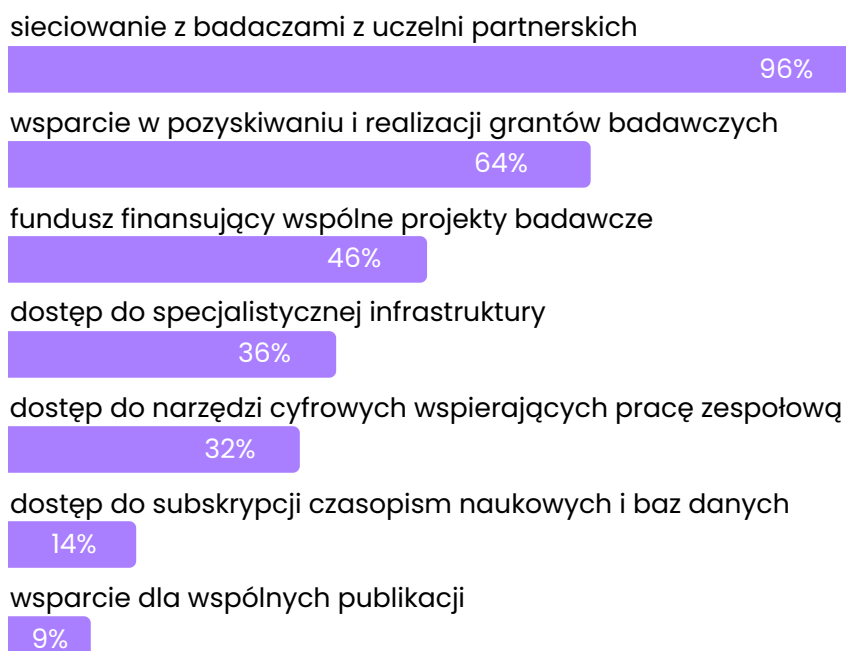 sieciowanie z badaczami z uczelni partnerskich
96%
wsparcie w pozyskiwaniu i realizacji grantów badawczych
64%
fundusz finansujący wspólne projekty badawcze
46%
dostęp do specjalistycznej infrastruktury
36%
dostęp do narzędzi cyfrowych wspierających pracę zespołową
32%
dostęp do subskrypcji czasopism naukowych i baz danych
14%
wsparcie dla wspólnych publikacji
9%